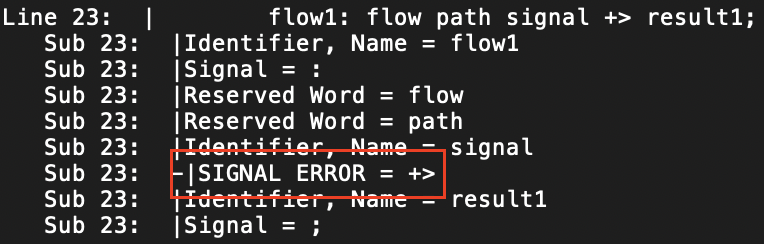 Line 23:  |        flow1: flow path signal +> result1;
Sub 23:  |Identifier, Name = flow1
Sub 23:  |Signal = :
Sub 23:  |Reserved Word = flow
Sub 23:  |Reserved Word = path
Sub 23:  |Identifier, Name = signal
Sub 23:  -|SIGNAL ERROR = +>
Sub 23:  |Identifier, Name = result1
Sub 23:  |Signal = ;